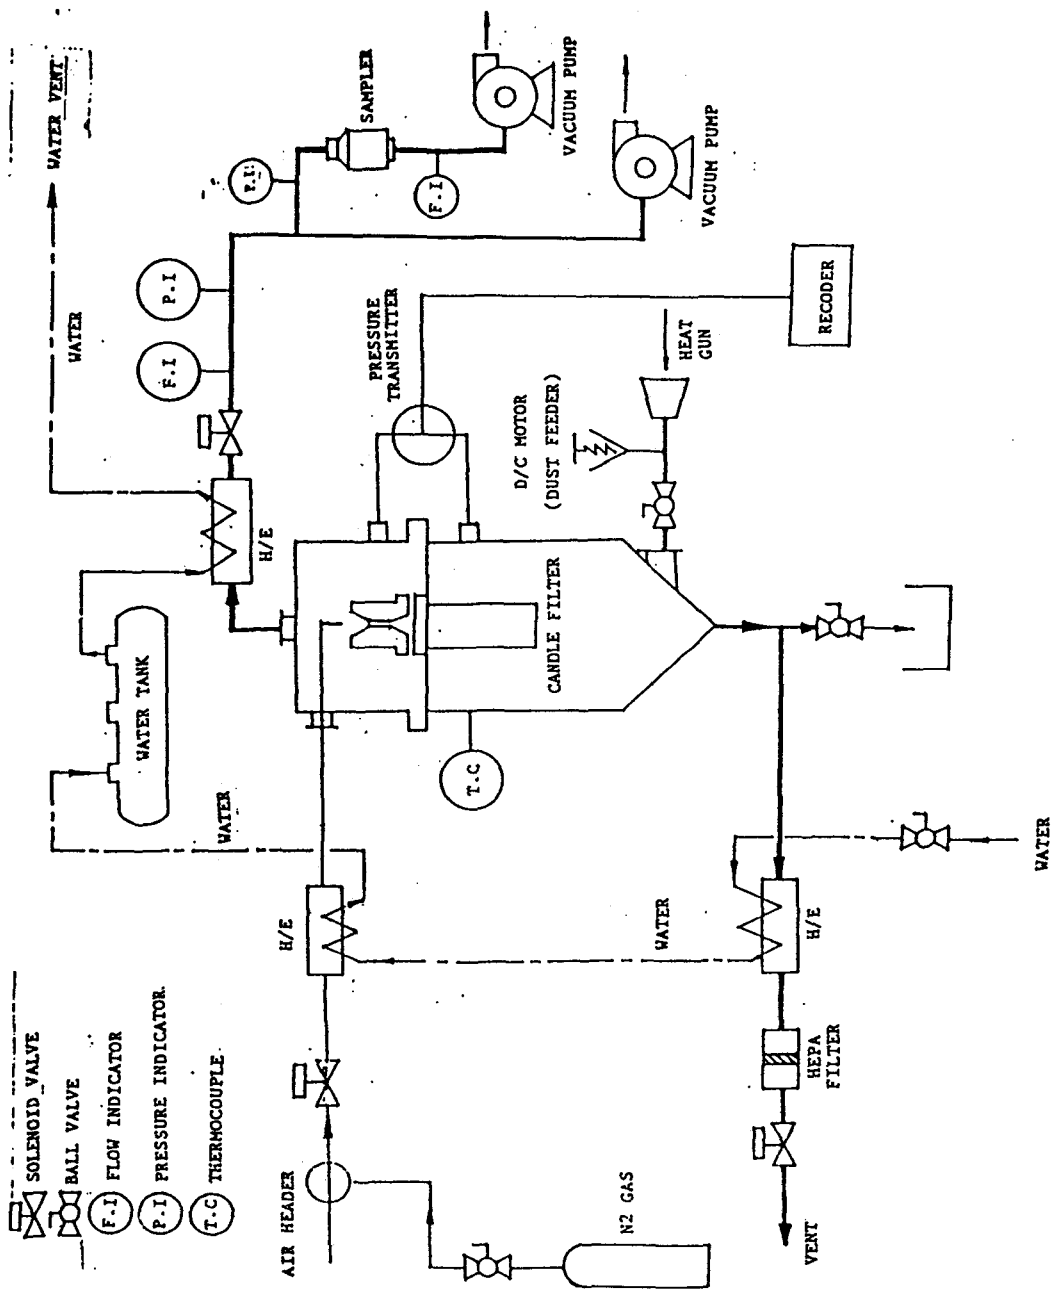 SOLENOID VALVE
BALL VALVE
F.I FLOW INDICATOR
P.I PRESSURE INDICATOR
T.C THERMOCOUPLE
WATER VENT
WATER
WATER TANK
WATER
F.I
P.I
P.I
SAMPLER
F.I
VACUUM PUMP
VACUUM PUMP
H/E
H/E
AIR HEADER
PRESSURE
TRANSMITTER
D/C MOTOR
(DUST FEEDER)
HEAT
GUN
RECODER
CANDLE FILTER
T.C
N2 GAS
WATER
H/E
HEPA
FILTER
VENT
WATER